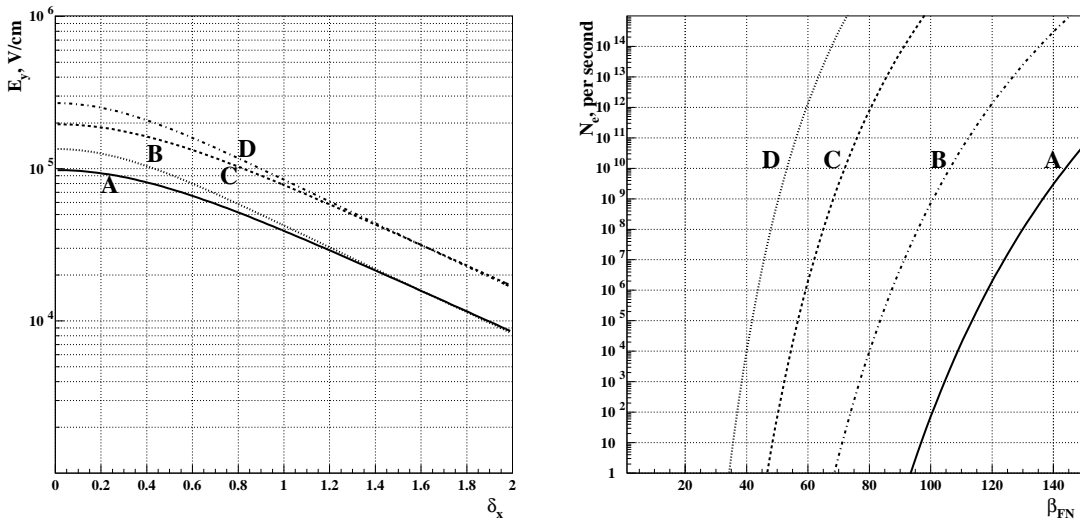 E_y, V/cm
10^6
10^5
10^4
A
B
C
D
0 0.2 0.4 0.6 0.8 1 1.2 1.4 1.6 1.8 2
δ_x
N_e, per second
10^14
10^13
10^12
10^11
10^10
10^9
10^8
10^7
10^6
10^5
10^4
10^3
10^2
10
1
D C B A
20 40 60 80 100 120 140
β_FN